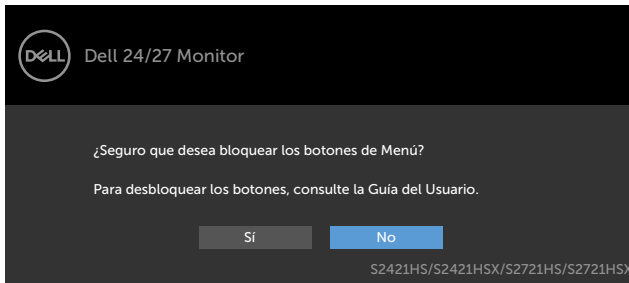 DELL
Dell 24/27 Monitor
¿Seguro que desea bloquear los botones de Menú?
Para desbloquear los botones, consulte la Guía del Usuario.
Sí No
S2421HS/S2421HSX/S2721HS/S2721HSX